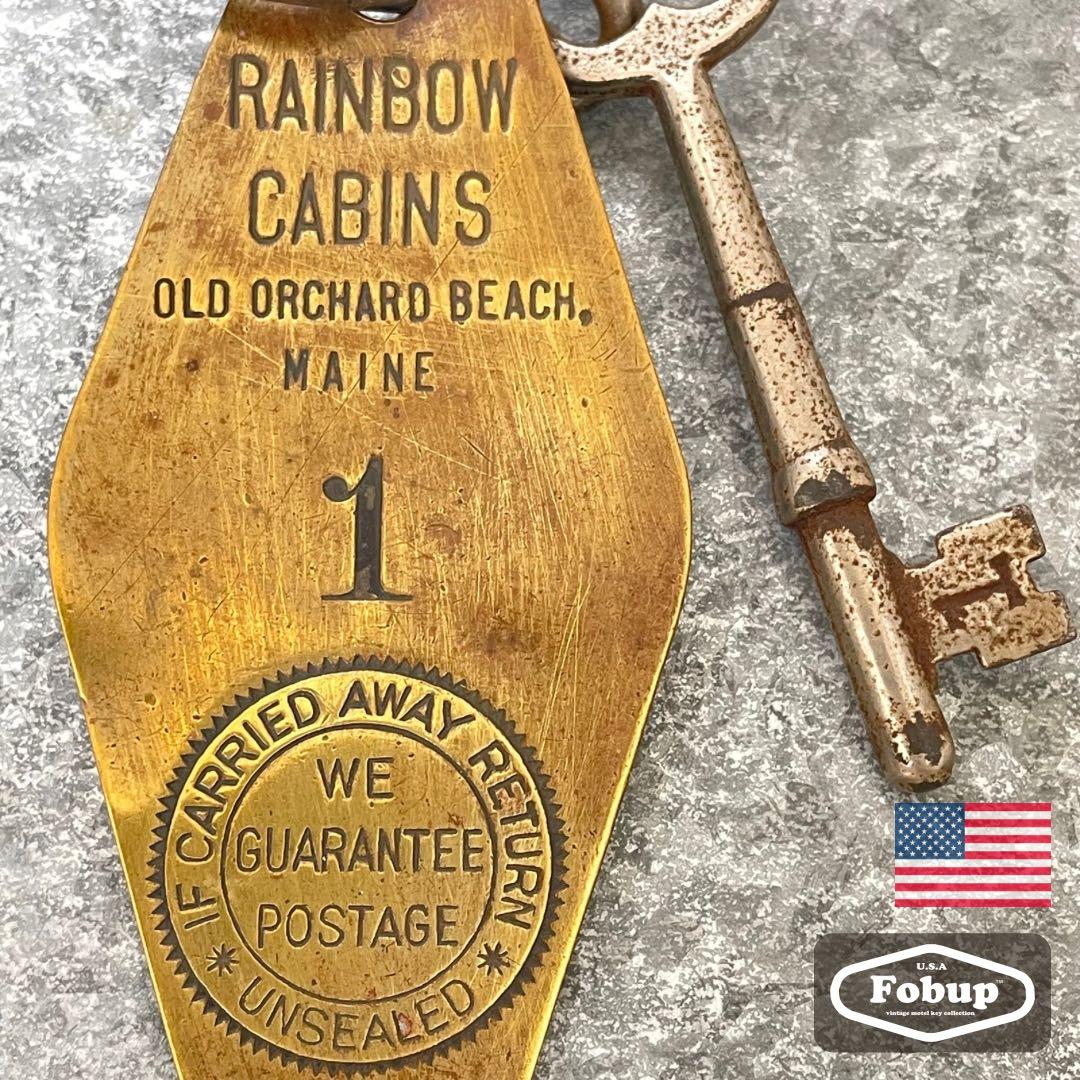 RAINBOW
CABINS
OLD ORCHARD BEACH,
MAINE
1
IF CARRIED AWAY RETURN
WE
GUARANTEE
POSTAGE
* UNSEALED *
U.S.A
Fobup™
vintage motel key collection